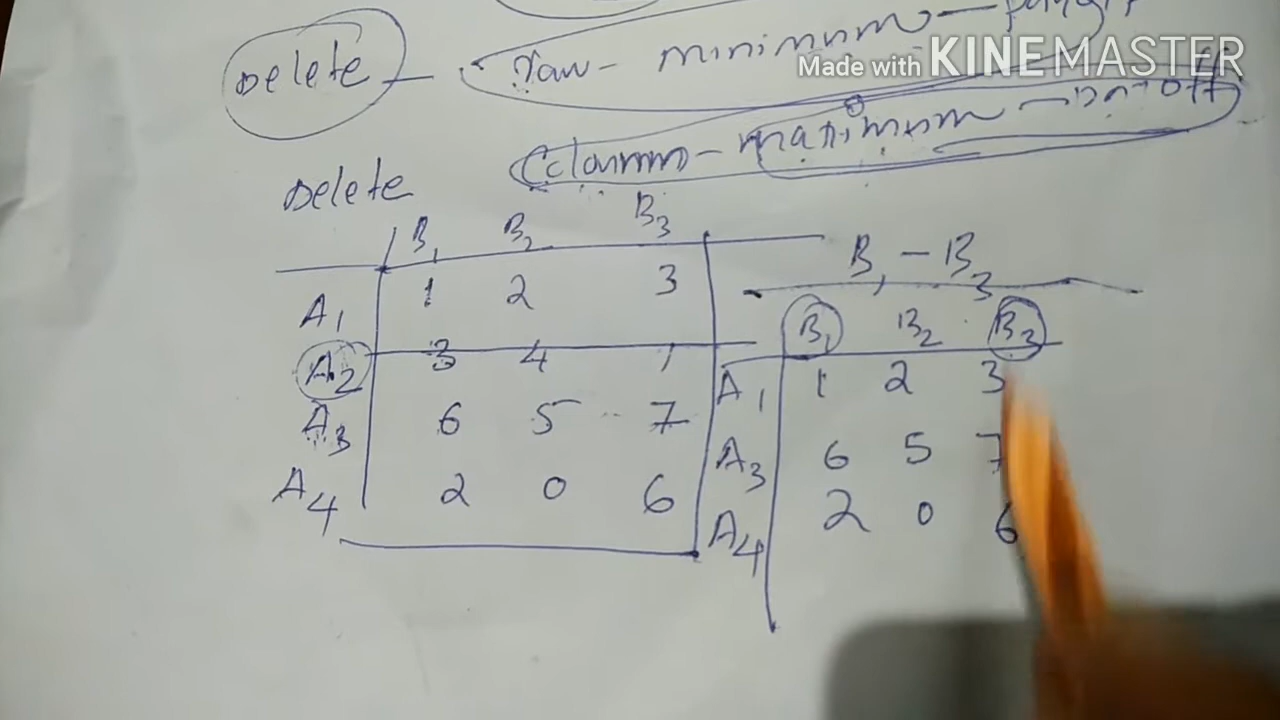 Made with KINEMASTER
Delete - Row - minimum -
Column - maximum -
Delete
B1 B2 B3
A1 1 2 3
A2 3 4 1
A3 6 5 7
A4 2 0 6
B1 - B3
B1 B2 B3
A1 1 2 3
A3 6 5 7
A4 2 0 6